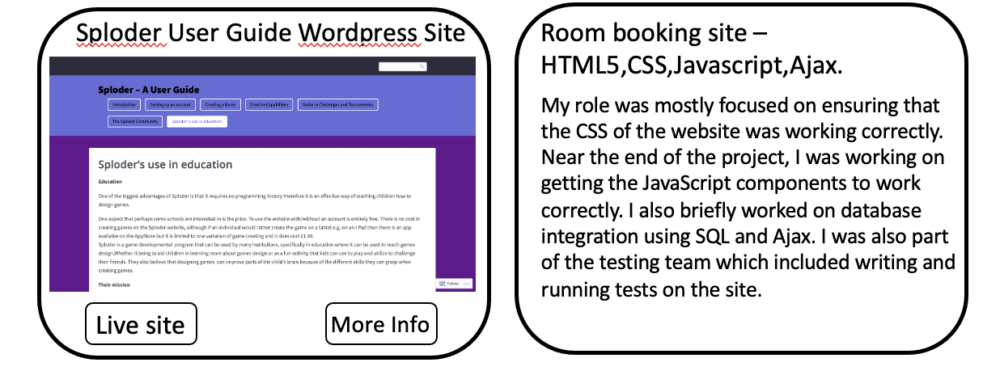 Sploder User Guide Wordpress Site
Sploder – A User Guide
Introduction
Setting up an account
Creating a Game
Creative Capabilities
Guide to Challenges and Tournaments
The Sploder Community
Sploder's use in education
Sploder's use in education
Education
One of the biggest advantages of Sploder is that it requires no programming history therefore it is an effective way of teaching children how to
design games.
One aspect that perhaps some schools are interested in is the price. To use the website with/without an account is entirely free. There is no cost in
creating games on the Sploder website, although if an individual would rather create the game on a tablet e.g. on an I Pad then there is an app
available on the AppStore but it is limited to one variation of game creating and it does cost £1.49.
Sploder is a game developmental program that can be used by many institutions, specifically in education where it can be used to teach games
design.Whether it being to aid children in learning more about games design or as a fun activity that kids can use to play and utilize to challenge
their friends. They also believe that designing games can improve parts of the child's brain because of the different skills they can grasp when
creating games.
Their mission
Follow
Live site
More Info
Room booking site –
HTML5,CSS,Javascript,Ajax.
My role was mostly focused on ensuring that
the CSS of the website was working correctly.
Near the end of the project, I was working on
getting the JavaScript components to work
correctly. I also briefly worked on database
integration using SQL and Ajax. I was also part
of the testing team which included writing and
running tests on the site.